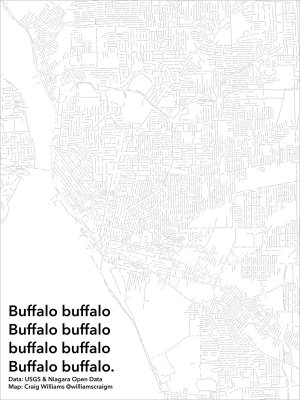 Buffalo buffalo
Buffalo buffalo
buffalo buffalo
Buffalo buffalo.
Data: USGS & Niagara Open Data
Map: Craig Williams @williamscraigm